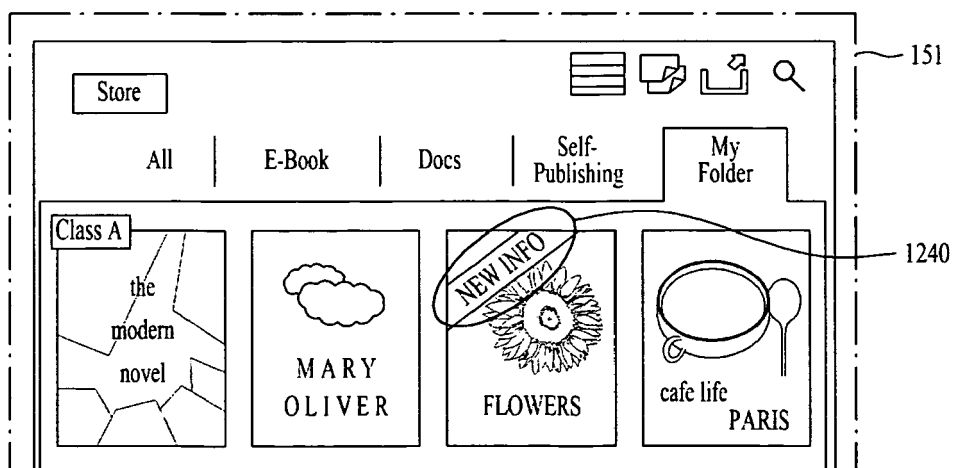 151
Store
All
E-Book
Docs
Self-
Publishing
My
Folder
1240
Class A
the
modern
novel
MARY
OLIVER
NEW INFO
FLOWERS
cafe life
PARIS